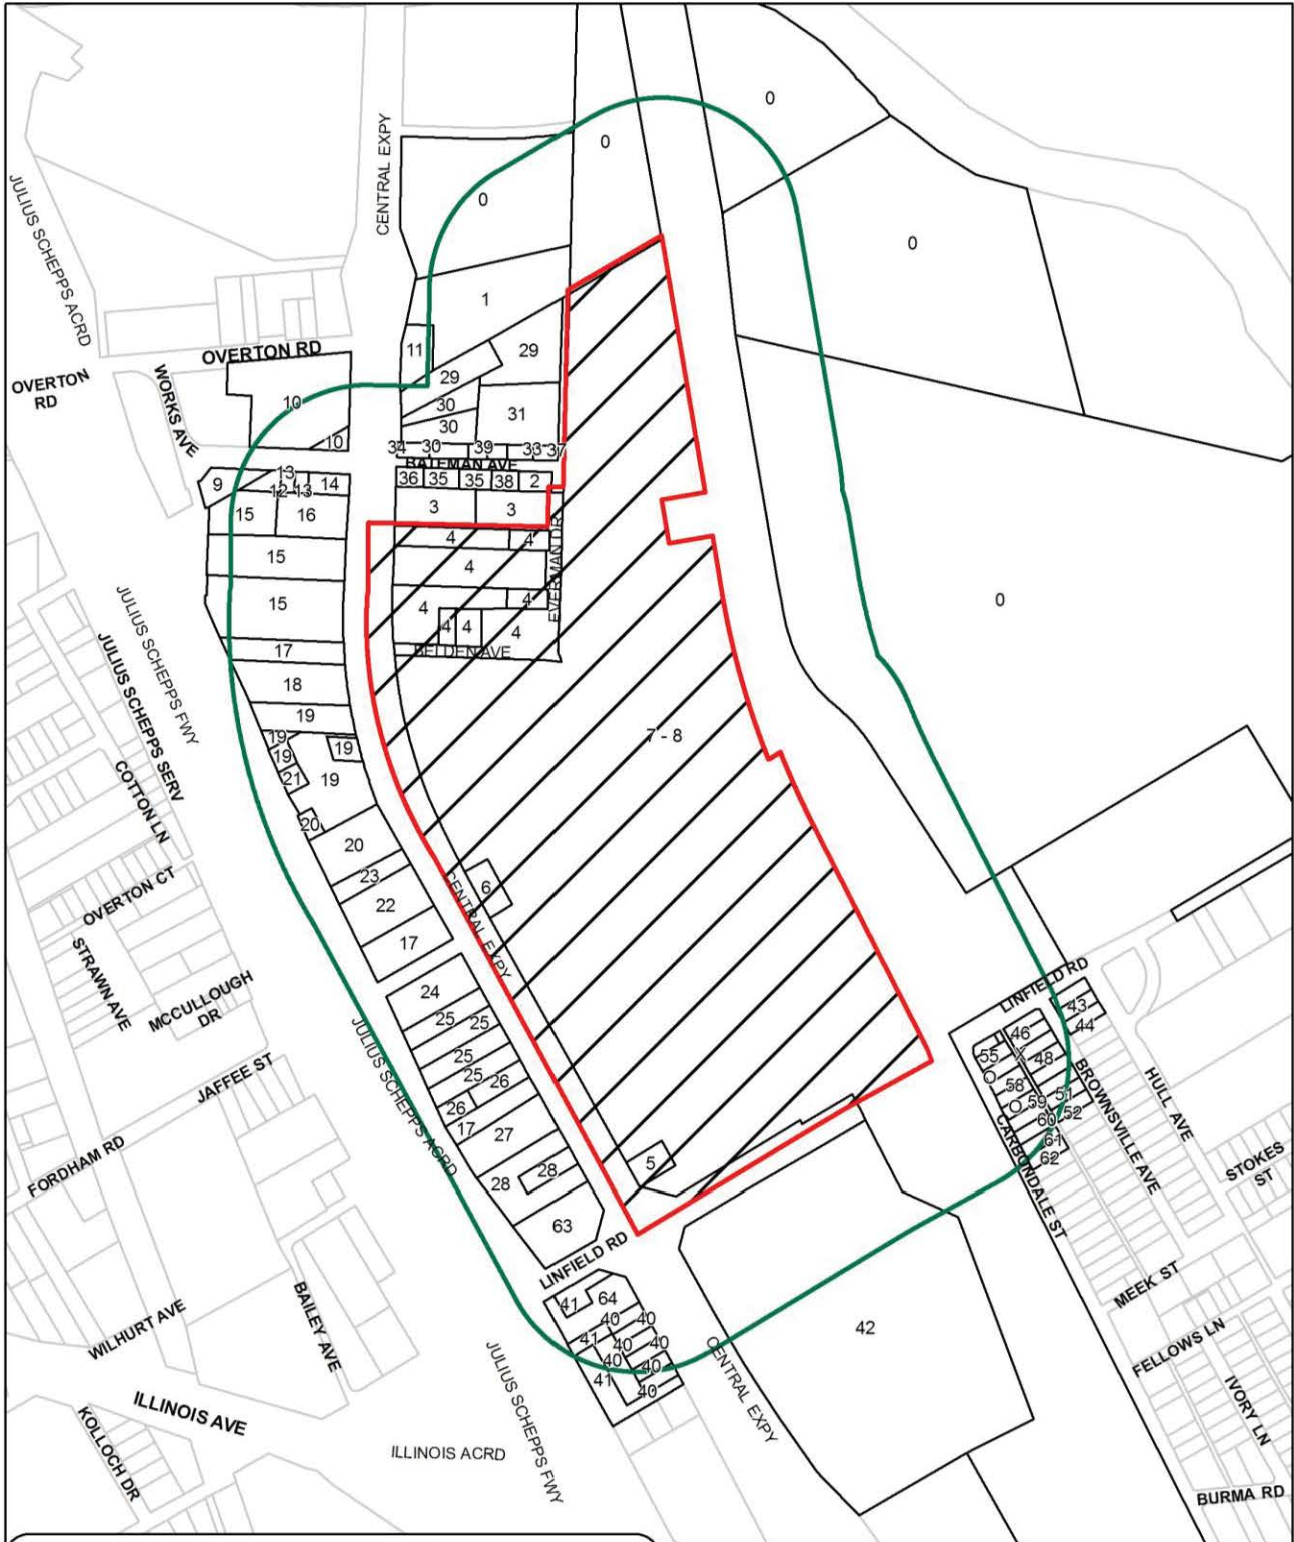 0
0
0
CENTRAL EXPY
JULIUS SCHEPPS ACRD
0
1
OVERTON RD
11
29
29
OVERTON
RD
WORKS AVE
10
30
31
30
10
34
30
39
33
37
BATEMAN AVE
9
13
14
12
13
36
35
35
38
2
15
16
3
3
4
4
15
4
EVERMAN DR
15
4
4
0
4
4
4
17
BELDEN AVE
JULIUS SCHEPPS FWY
JULIUS SCHEPPS SERV
18
19
19
19
19
21
19
7 - 8
COTTON LN
20
20
23
6
OVERTON CT
22
CENTRAL EXPY
17
STRAWN AVE
24
MCCULLOUGH
DR
25
25
LINFIELD RD
43
44
46
JULIUS SCHEPPS ACRD
25
25
26
55
48
JAFFEE ST
58
BROWNSVILLE AVE
HULL AVE
51
26
59
52
17
27
60
CARBONDALE ST
61
62
FORDHAM RD
5
28
28
STOKES
ST
63
LINFIELD RD
MEEK ST
WILHURT AVE
BAILEY AVE
41
64
40
40
41
40
40
42
40
40
41
40
CENTRAL EXPY
FELLOWS LN
JULIUS SCHEPPS FWY
IVORY LN
ILLINOIS AVE
KOLLOCH DR
ILLINOIS ACRD
BURMA RD